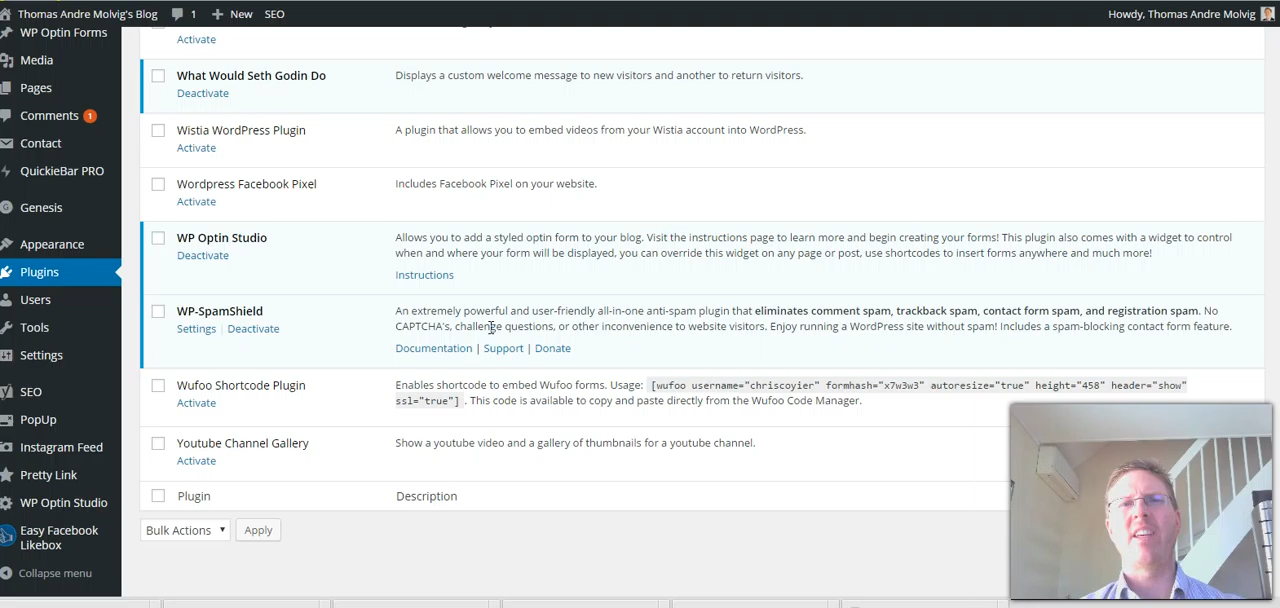 Thomas Andre Molvig's Blog 1 New SEO Howdy, Thomas Andre Molvig
WP Optin Forms
Media
Pages
Comments 1
Contact
QuickieBar PRO
Genesis
Appearance
Plugins
Users
Tools
Settings
SEO
PopUp
Instagram Feed
Pretty Link
WP Optin Studio
Easy Facebook
Likebox
Collapse menu
Activate
What Would Seth Godin Do Displays a custom welcome message to new visitors and another to return visitors.
Deactivate
Wistia WordPress Plugin A plugin that allows you to embed videos from your Wistia account into WordPress.
Activate
Wordpress Facebook Pixel Includes Facebook Pixel on your website.
Activate
WP Optin Studio Allows you to add a styled optin form to your blog. Visit the instructions page to learn more and begin creating your forms! This plugin also comes with a widget to control
Deactivate when and where your form will be displayed, you can override this widget on any page or post, use shortcodes to insert forms anywhere and much more!
Instructions
WP-SpamShield An extremely powerful and user-friendly all-in-one anti-spam plugin that eliminates comment spam, trackback spam, contact form spam, and registration spam. No
Settings | Deactivate CAPTCHA's, challenge questions, or other inconvenience to website visitors. Enjoy running a WordPress site without spam! Includes a spam-blocking contact form feature.
Documentation | Support | Donate
Wufoo Shortcode Plugin Enables shortcode to embed Wufoo forms. Usage: [wufoo username="chriscoyier" formhash="x7w3w3" autoresize="true" height="458" header="show"
Activate ssl="true"] . This code is available to copy and paste directly from the Wufoo Code Manager.
Youtube Channel Gallery Show a youtube video and a gallery of thumbnails for a youtube channel.
Activate
Plugin Description
Bulk Actions Apply